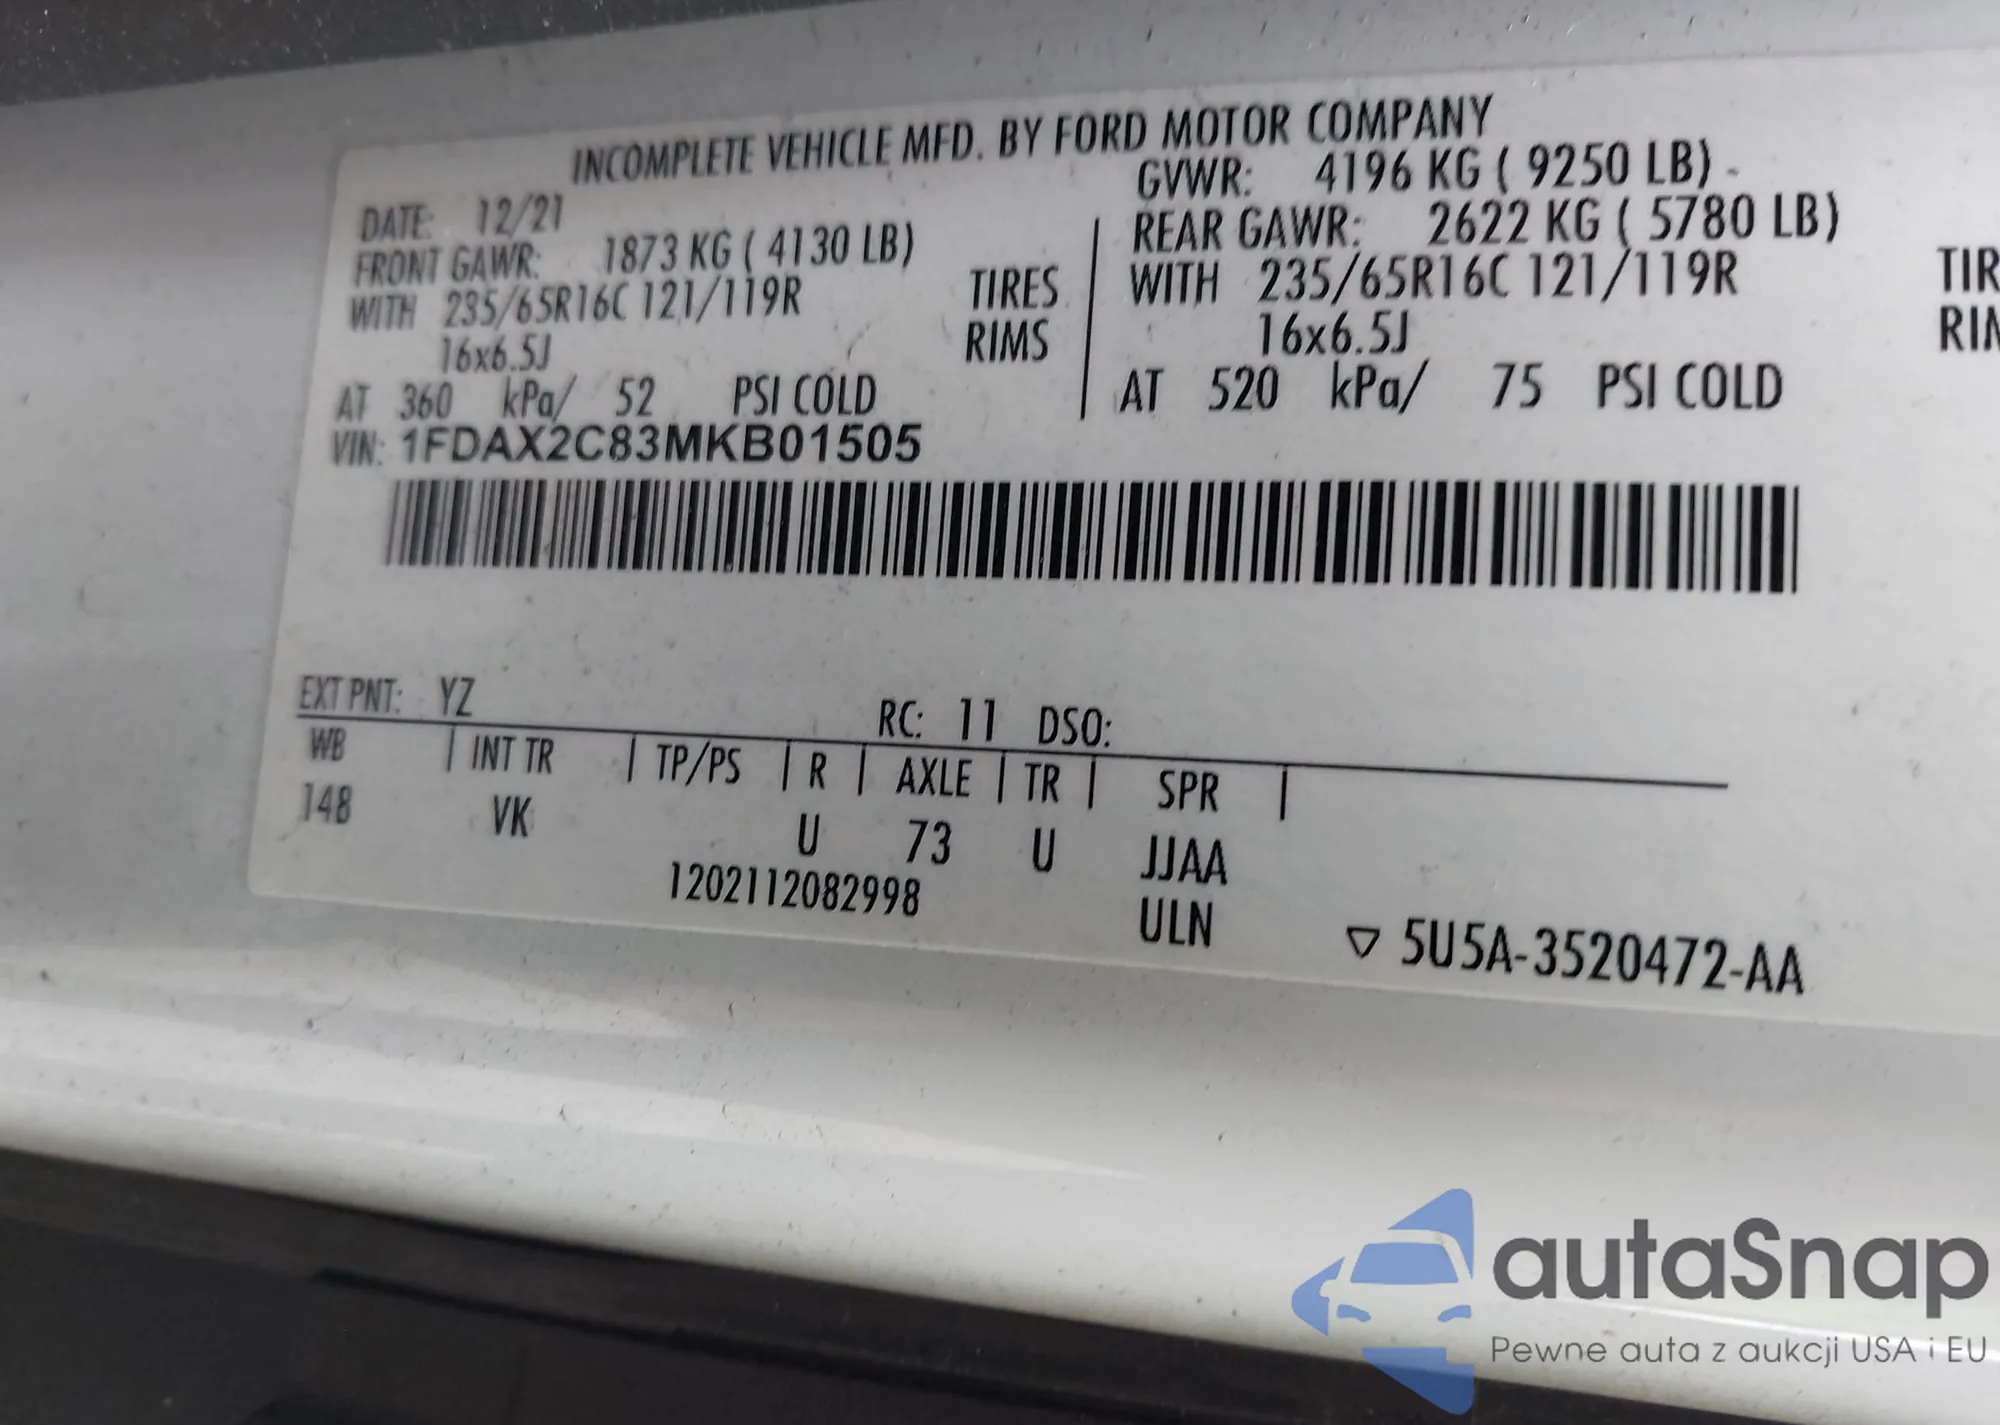 INCOMPLETE VEHICLE MFD. BY FORD MOTOR COMPANY
DATE: 12/21 GVWR: 4196 KG ( 9250 LB)
FRONT GAWR: 1873 KG ( 4130 LB) REAR GAWR: 2622 KG ( 5780 LB)
WITH 235/65R16C 121/119R TIRES WITH 235/65R16C 121/119R TIR
16x6.5J RIMS 16x6.5J RIM
AT 360 kPa/ 52 PSI COLD AT 520 kPa/ 75 PSI COLD
VIN: 1FDAX2C83MKB01505
EXT PNT: YZ RC: 11 DSO:
WB | INT TR | TP/PS | R | AXLE | TR | SPR |
148 VK U 73 U JJAA
1202112082998 ULN
▽ 5U5A-3520472-AA
autaSnap
Pewne auta z aukcji USA i EU